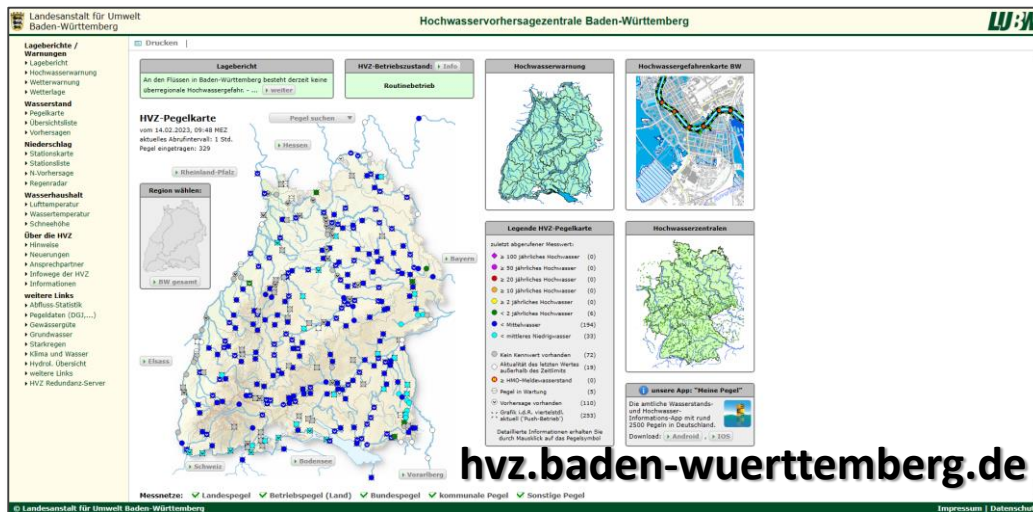 Landesanstalt für Umwelt
Baden-Württemberg
Hochwasservorhersagezentrale Baden-Württemberg
Lageberichte /
Warnungen
Lagebericht
Hochwasserwarnung
Wetterwarnung
Wetterlage
Wasserstand
Pegelkarte
Übersichtsliste
Vorhersagen
Niederschlag
Stationskarte
Stationsliste
N-Vorhersage
Regenradar
Wasserhaushalt
Lufttemperatur
Wassertemperatur
Schneehöhe
Über die HVZ
Hinweise
Neuerungen
Ansprechpartner
Infowege der HVZ
Informationen
weitere Links
Abfluss-Statistik
Pegeldaten (DGJ,...)
Gewässergüte
Grundwasser
Starkregen
Klima und Wasser
Hydrol. Übersicht
weitere Links
HVZ Redundanz-Server
Drucken |
Lagebericht
An den Flüssen in Baden-Württemberg besteht derzeit keine
überregionale Hochwassergefahr. - ... weiter
HVZ-Betriebszustand: Info
Routinebetrieb
HVZ-Pegelkarte
vom 14.02.2023, 09:48 MEZ
aktuelles Abrufintervall: 1 Std.
Pegel eingetragen: 329
Pegel suchen
Hessen
Rheinland-Pfalz
Region wählen:
BW gesamt
Bayern
Elsass
Schweiz
Bodensee
Vorarlberg
Messnetze: Landespegel Betriebspegel (Land) Bundespegel kommunale Pegel Sonstige Pegel
Hochwasserwarnung
Hochwassergefahrenkarte BW
Legende HVZ-Pegelkarte
zuletzt abgerufener Messwert:
≥ 100 jährliches Hochwasser (0)
≥ 50 jährliches Hochwasser (0)
≥ 20 jährliches Hochwasser (0)
≥ 10 jährliches Hochwasser (0)
≥ 2 jährliches Hochwasser (0)
< 2 jährliches Hochwasser (6)
< Mittelwasser (194)
< mittleres Niedrigwasser (33)
Kein Kennwert vorhanden (72)
Aktualität des letzten Wertes
außerhalb des Zeitlimits (19)
≥ HMO-Meldewasserstand (0)
Pegel in Wartung (5)
Vorhersage vorhanden (110)
Grafik i.d.R. viertelstdl.
aktuell ('Push-Betrieb') (253)
Detaillierte Informationen erhalten Sie
durch Mausklick auf das Pegelsymbol
Hochwasserzentralen
unsere App: "Meine Pegel"
Die amtliche Wasserstands-
und Hochwasser-
Informations-App mit rund
2500 Pegeln in Deutschland.
Download: Android , IOS
hvz.baden-wuerttemberg.de
© Landesanstalt für Umwelt Baden-Württemberg
Impressum | Datenschu